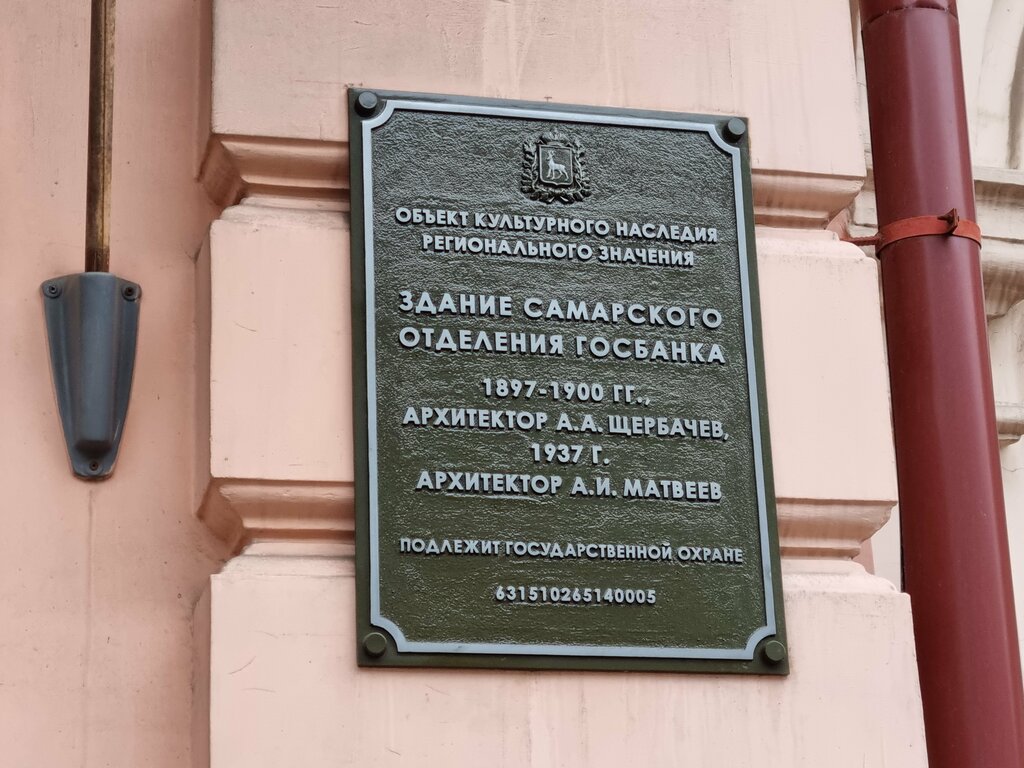 ОБЪЕКТ КУЛЬТУРНОГО НАСЛЕДИЯ
РЕГИОНАЛЬНОГО ЗНАЧЕНИЯ
ЗДАНИЕ САМАРСКОГО
ОТДЕЛЕНИЯ ГОСБАНКА
1897-1900 ГГ.,
АРХИТЕКТОР А.А. ЩЕРБАЧЕВ,
1937 Г.
АРХИТЕКТОР А.И. МАТВЕЕВ
ПОДЛЕЖИТ ГОСУДАРСТВЕННОЙ ОХРАНЕ
631510265140005